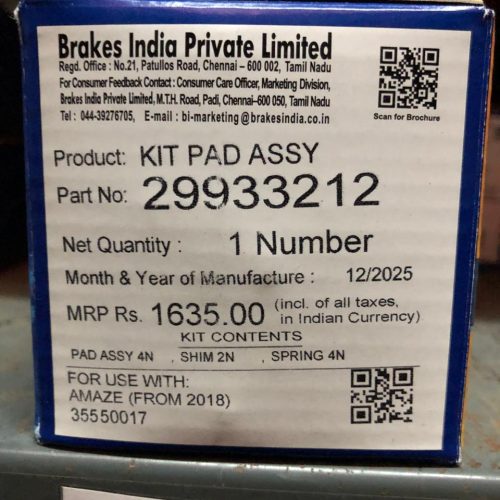 Brakes India Private Limited
Regd. Office : No.21, Patullos Road, Chennai – 600 002, Tamil Nadu
For Consumer Feedback Contact : Consumer Care Officer, Marketing Division,
Brakes India Private Limited, M.T.H. Road, Padi, Chennai–600 050, Tamil Nadu
Tel : 044-39276705, E-mail : bi-marketing@brakesindia.co.in
Scan for Brochure
Product: KIT PAD ASSY
Part No: 29933212
Net Quantity : 1 Number
Month & Year of Manufacture : 12/2025
MRP Rs. 1635.00 (incl. of all taxes, in Indian Currency)
KIT CONTENTS
PAD ASSY 4N , SHIM 2N , SPRING 4N
FOR USE WITH:
AMAZE (FROM 2018)
35550017